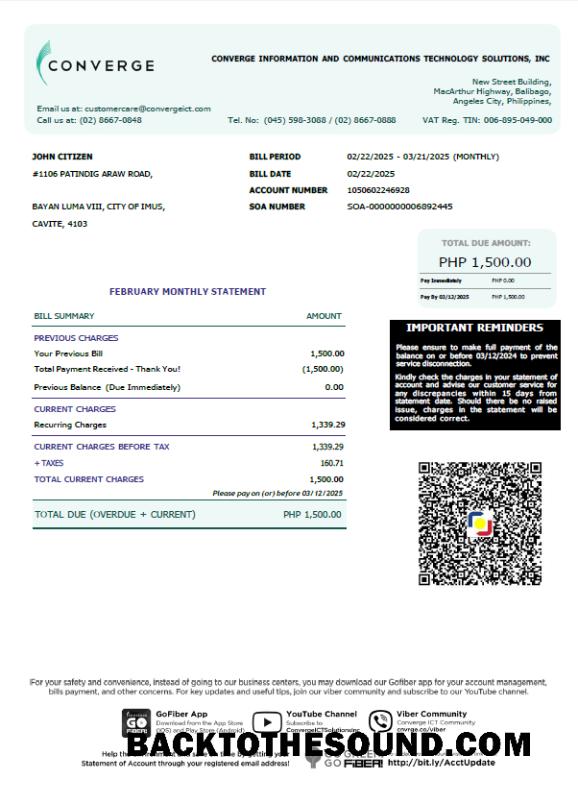 CONVERGE
CONVERGE INFORMATION AND COMMUNICATIONS TECHNOLOGY SOLUTIONS, INC
New Street Building,
MacArthur Highway, Balibago,
Angeles City, Philippines,
Email us at: customercare@convergeict.com
Call us at: (02) 8667-0848 Tel. No: (045) 598-3088 / (02) 8667-0888 VAT Reg. TIN: 006-895-049-000
JOHN CITIZEN BILL PERIOD 02/22/2025 - 03/21/2025 (MONTHLY)
#1106 PATINDIG ARAW ROAD, BILL DATE 02/22/2025
ACCOUNT NUMBER 1050602246928
BAYAN LUMA VIII, CITY OF IMUS, SOA NUMBER SOA-0000000006892445
CAVITE, 4103
TOTAL DUE AMOUNT:
PHP 1,500.00
Pay Immediately PHP 0.00
Pay By 03/12/2025 PHP 1,500.00
FEBRUARY MONTHLY STATEMENT
BILL SUMMARY AMOUNT
PREVIOUS CHARGES
Your Previous Bill 1,500.00
Total Payment Received - Thank You! (1,500.00)
Previous Balance (Due Immediately) 0.00
CURRENT CHARGES
Recurring Charges 1,339.29
CURRENT CHARGES BEFORE TAX 1,339.29
+ TAXES 160.71
TOTAL CURRENT CHARGES 1,500.00
Please pay on (or) before 03/12/2025
TOTAL DUE (OVERDUE + CURRENT) PHP 1,500.00
IMPORTANT REMINDERS
Please ensure to make full payment of the
balance on or before 03/12/2024 to prevent
service disconnection.
Kindly check the charges in your statement of
account and advise our customer service for
any discrepancies within 15 days from
statement date. Should there be no raised
issue, charges in the statement will be
considered correct.
For your safety and convenience, instead of going to our business centers, you may download our Gofiber app for your account management,
bills payment, and other concerns. For key updates and useful tips, join our viber community and subscribe to our YouTube channel.
GO
GoFiber App
Download from the App Store
(iOS) and Play Store (Android)
YouTube Channel
Subscribe to
ConvergeICTSolutionsInc
Viber Community
Converge ICT Community
cnvrge.co/viber
BACKTOTHESOUND.COM
Help the time by getting your
Statement of Account through your registered email address!
GO GREEN
GO FIBER! http://bit.ly/AcctUpdate